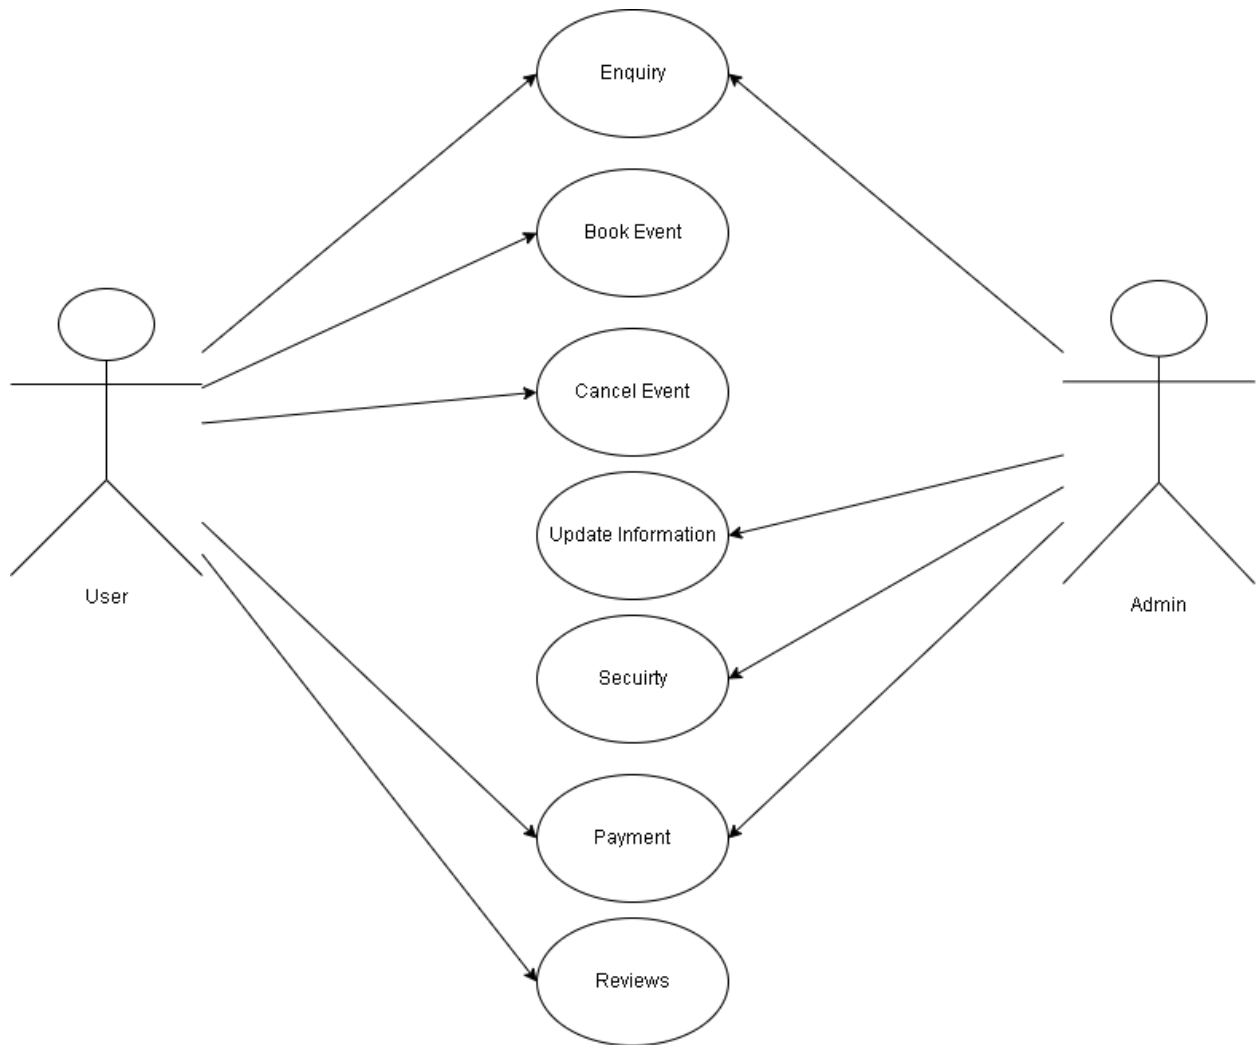 Enquiry
Book Event
Cancel Event
Update Information
User
Admin
Secuirty
Payment
Reviews